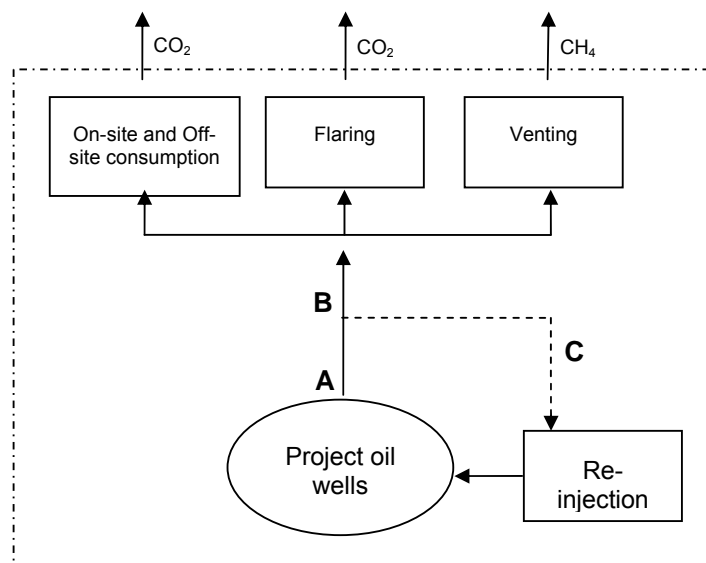 CO₂
CO₂
CH₄
On-site and Off-
site consumption
Flaring
Venting
B
C
A
Project oil
wells
Re-
injection